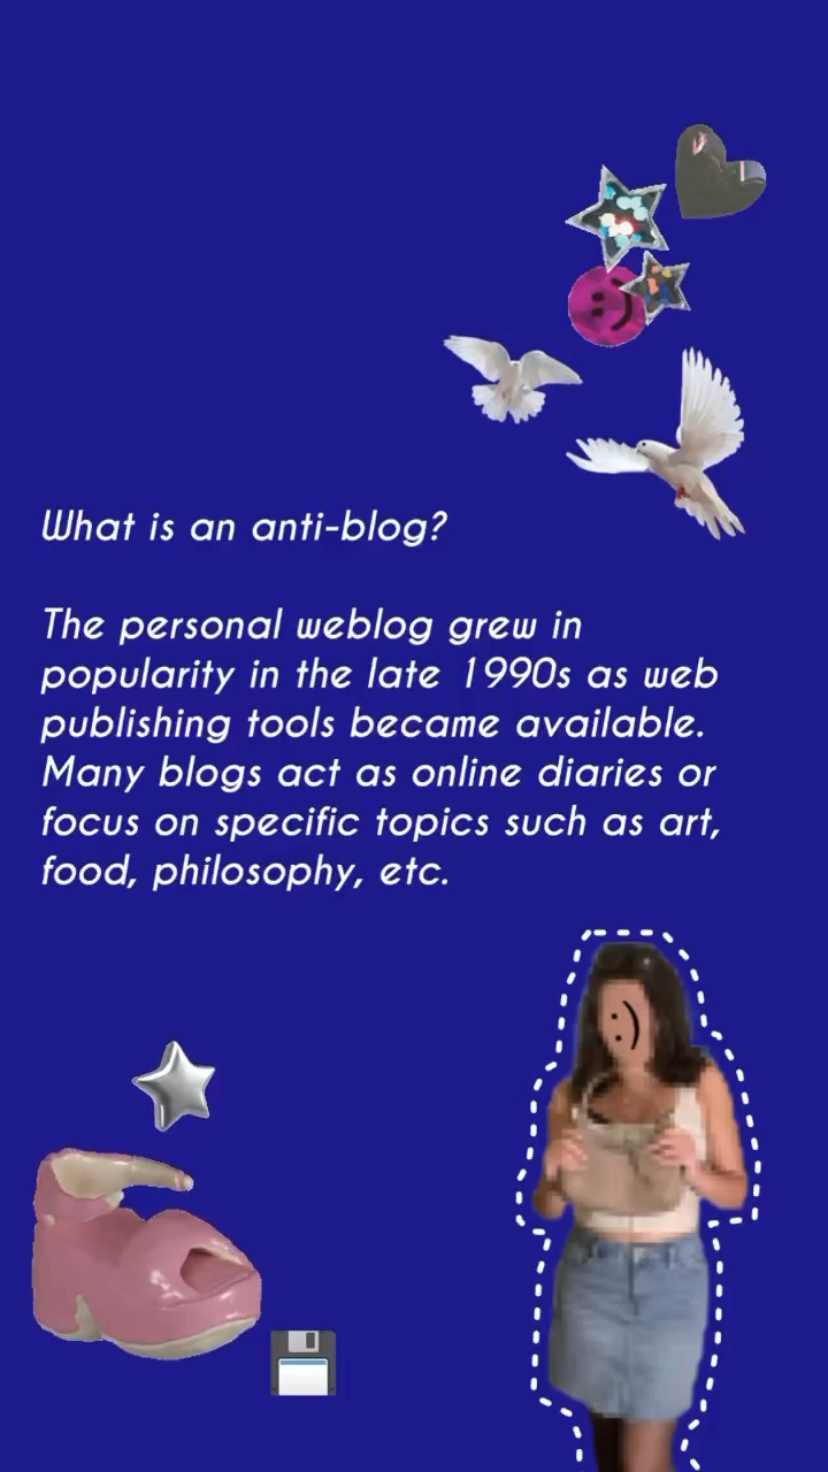 What is an anti-blog?
The personal weblog grew in
popularity in the late 1990s as web
publishing tools became available.
Many blogs act as online diaries or
focus on specific topics such as art,
food, philosophy, etc.